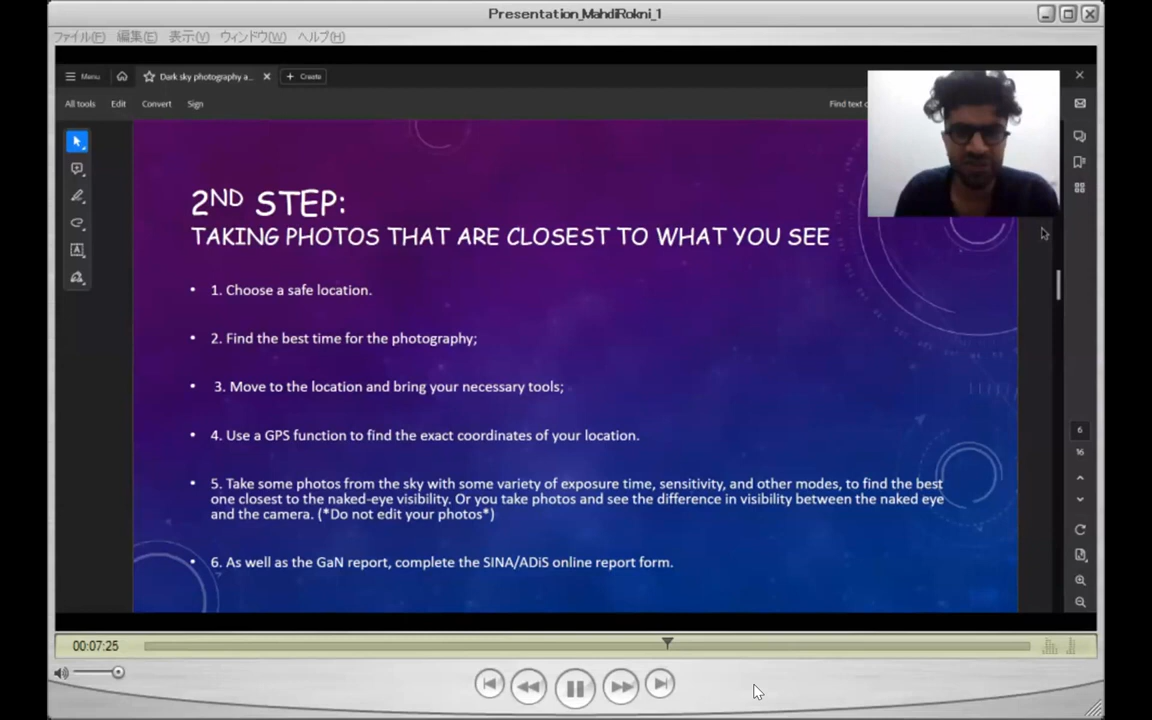 Presentation_MahdiRokni_1
ファイル(F) 編集(E) 表示(V) ウィンドウ(W) ヘルプ(H)
Menu Dark sky photography a... Create
All tools Edit Convert Sign Find text
2ND STEP:
TAKING PHOTOS THAT ARE CLOSEST TO WHAT YOU SEE
• 1. Choose a safe location.
• 2. Find the best time for the photography;
• 3. Move to the location and bring your necessary tools;
• 4. Use a GPS function to find the exact coordinates of your location.
• 5. Take some photos from the sky with some variety of exposure time, sensitivity, and other modes, to find the best
one closest to the naked-eye visibility. Or you take photos and see the difference in visibility between the naked eye
and the camera. (*Do not edit your photos*)
• 6. As well as the GaN report, complete the SINA/ADiS online report form.
6
16
00:07:25